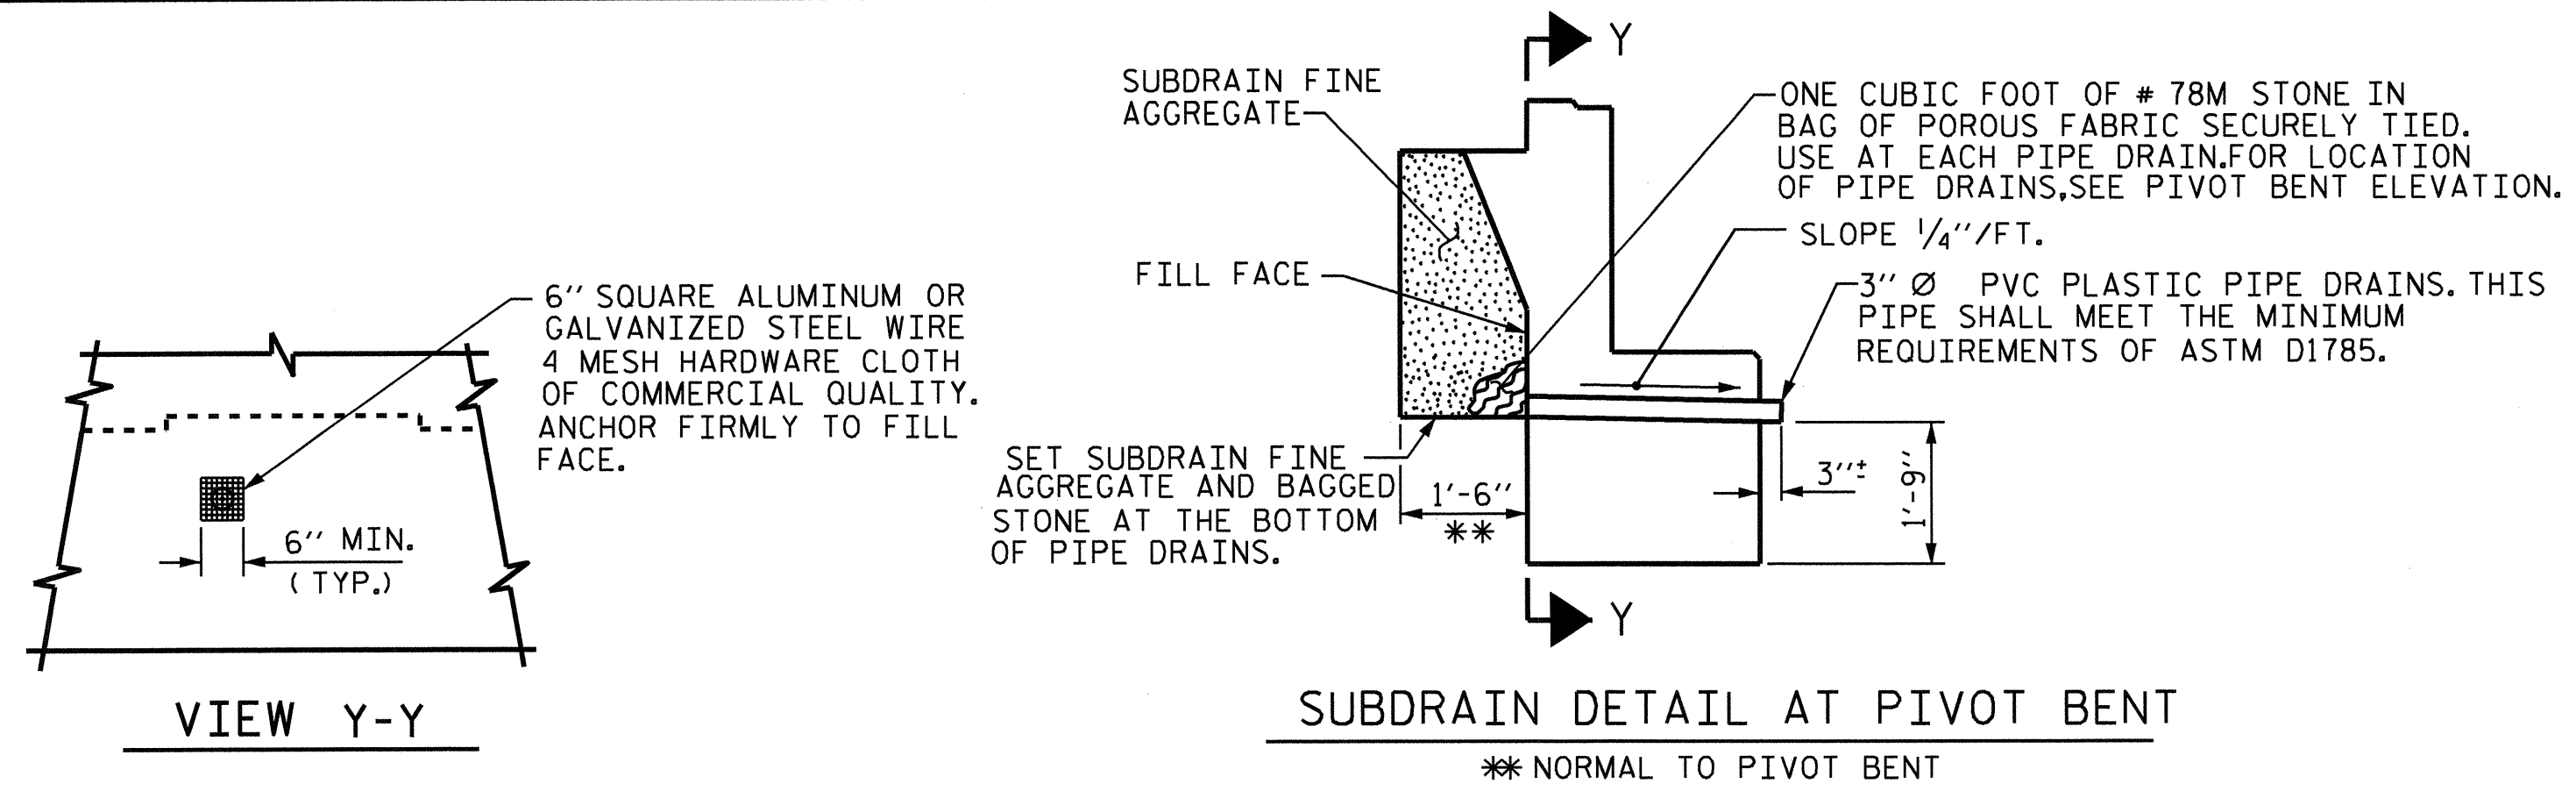 6" SQUARE ALUMINUM OR
GALVANIZED STEEL WIRE
4 MESH HARDWARE CLOTH
OF COMMERCIAL QUALITY.
ANCHOR FIRMLY TO FILL
FACE.
6" MIN.
(TYP.)
VIEW Y-Y
Y
SUBDRAIN FINE
AGGREGATE
ONE CUBIC FOOT OF # 78M STONE IN
BAG OF POROUS FABRIC SECURELY TIED.
USE AT EACH PIPE DRAIN.FOR LOCATION
OF PIPE DRAINS,SEE PIVOT BENT ELEVATION.
SLOPE 1/4"/FT.
FILL FACE
3" Ø PVC PLASTIC PIPE DRAINS. THIS
PIPE SHALL MEET THE MINIMUM
REQUIREMENTS OF ASTM D1785.
SET SUBDRAIN FINE
AGGREGATE AND BAGGED
STONE AT THE BOTTOM
OF PIPE DRAINS.
1'-6"
**
3"±
1'-9"
Y
SUBDRAIN DETAIL AT PIVOT BENT
** NORMAL TO PIVOT BENT